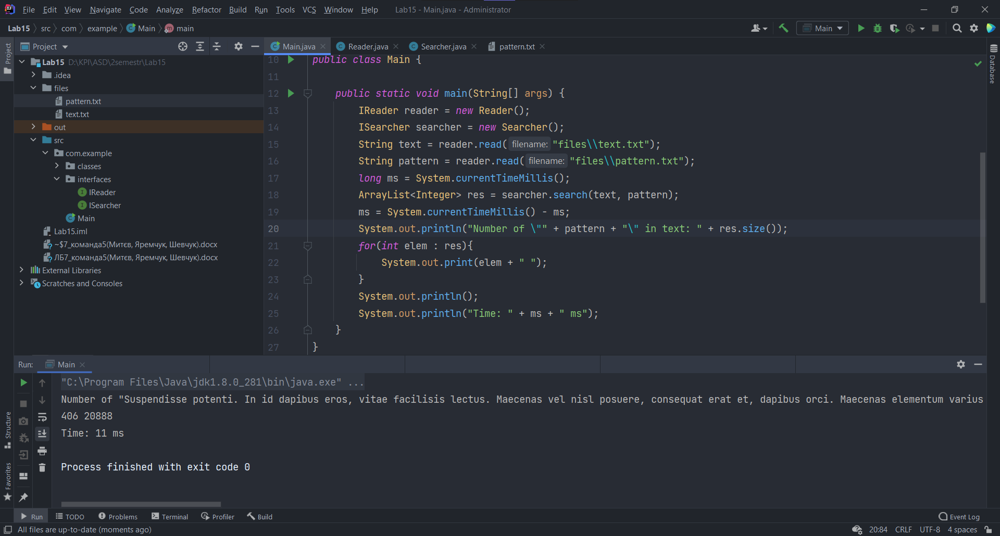 File Edit View Navigate Code Analyze Refactor Build Run Tools VCS Window Help Lab15 - Main.java - Administrator
Lab15 src com example Main main
Main
Project
Main.java Reader.java Searcher.java pattern.txt
Project
Database
Lab15 D:\KPI\ASD\2semestr\Lab15
.idea
files
pattern.txt
text.txt
out
src
com.example
classes
interfaces
IReader
ISearcher
Main
Lab15.iml
~$7_команда5(Митєв, Яремчук, Шевчук).docx
ЛБ7_команда5(Митєв, Яремчук, Шевчук).docx
External Libraries
Scratches and Consoles
10 public class Main {
11
12 public static void main(String[] args) {
13 IReader reader = new Reader();
14 ISearcher searcher = new Searcher();
15 String text = reader.read( filename: "files\\text.txt");
16 String pattern = reader.read( filename: "files\\pattern.txt");
17 long ms = System.currentTimeMillis();
18 ArrayList<Integer> res = searcher.search(text, pattern);
19 ms = System.currentTimeMillis() - ms;
20 System.out.println("Number of \"" + pattern + "\" in text: " + res.size());
21 for(int elem : res){
22 System.out.print(elem + " ");
23 }
24 System.out.println();
25 System.out.println("Time: " + ms + " ms");
26 }
27 }
Run: Main
"C:\Program Files\Java\jdk1.8.0_281\bin\java.exe" ...
Number of "Suspendisse potenti. In id dapibus eros, vitae facilisis lectus. Maecenas vel nisl posuere, consequat erat et, dapibus orci. Maecenas elementum varius
406 20888
Time: 11 ms
Process finished with exit code 0
Structure
Favorites
Run TODO Problems Terminal Profiler Build Event Log
All files are up-to-date (moments ago) 20:84 CRLF UTF-8 4 spaces